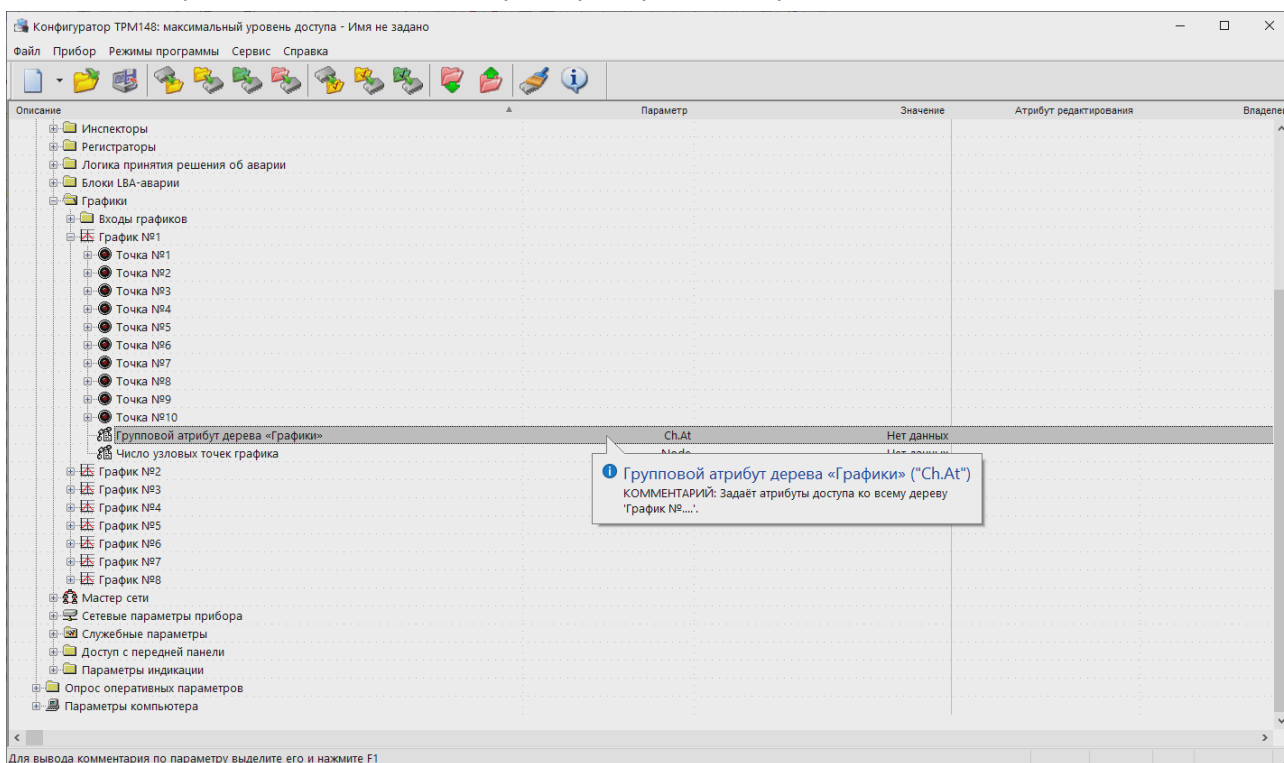 Конфигуратор ТРМ148: максимальный уровень доступа - Имя не задано
Файл Прибор Режимы программы Сервис Справка
Описание Параметр Значение Атрибут редактирования Владеле
Инспекторы
Регистраторы
Логика принятия решения об аварии
Блоки LBA-аварии
Графики
Входы графиков
График №1
Точка №1
Точка №2
Точка №3
Точка №4
Точка №5
Точка №6
Точка №7
Точка №8
Точка №9
Точка №10
Групповой атрибут дерева «Графики» Ch.At Нет данных
Число узловых точек графика Node Нет данных
График №2
Групповой атрибут дерева «Графики» ("Ch.At")
КОММЕНТАРИЙ: Задаёт атрибуты доступа ко всему дереву
'График №....'.
График №3
График №4
График №5
График №6
График №7
График №8
Мастер сети
Сетевые параметры прибора
Служебные параметры
Доступ с передней панели
Параметры индикации
Опрос оперативных параметров
Параметры компьютера
Для вывода комментария по параметру выделите его и нажмите F1